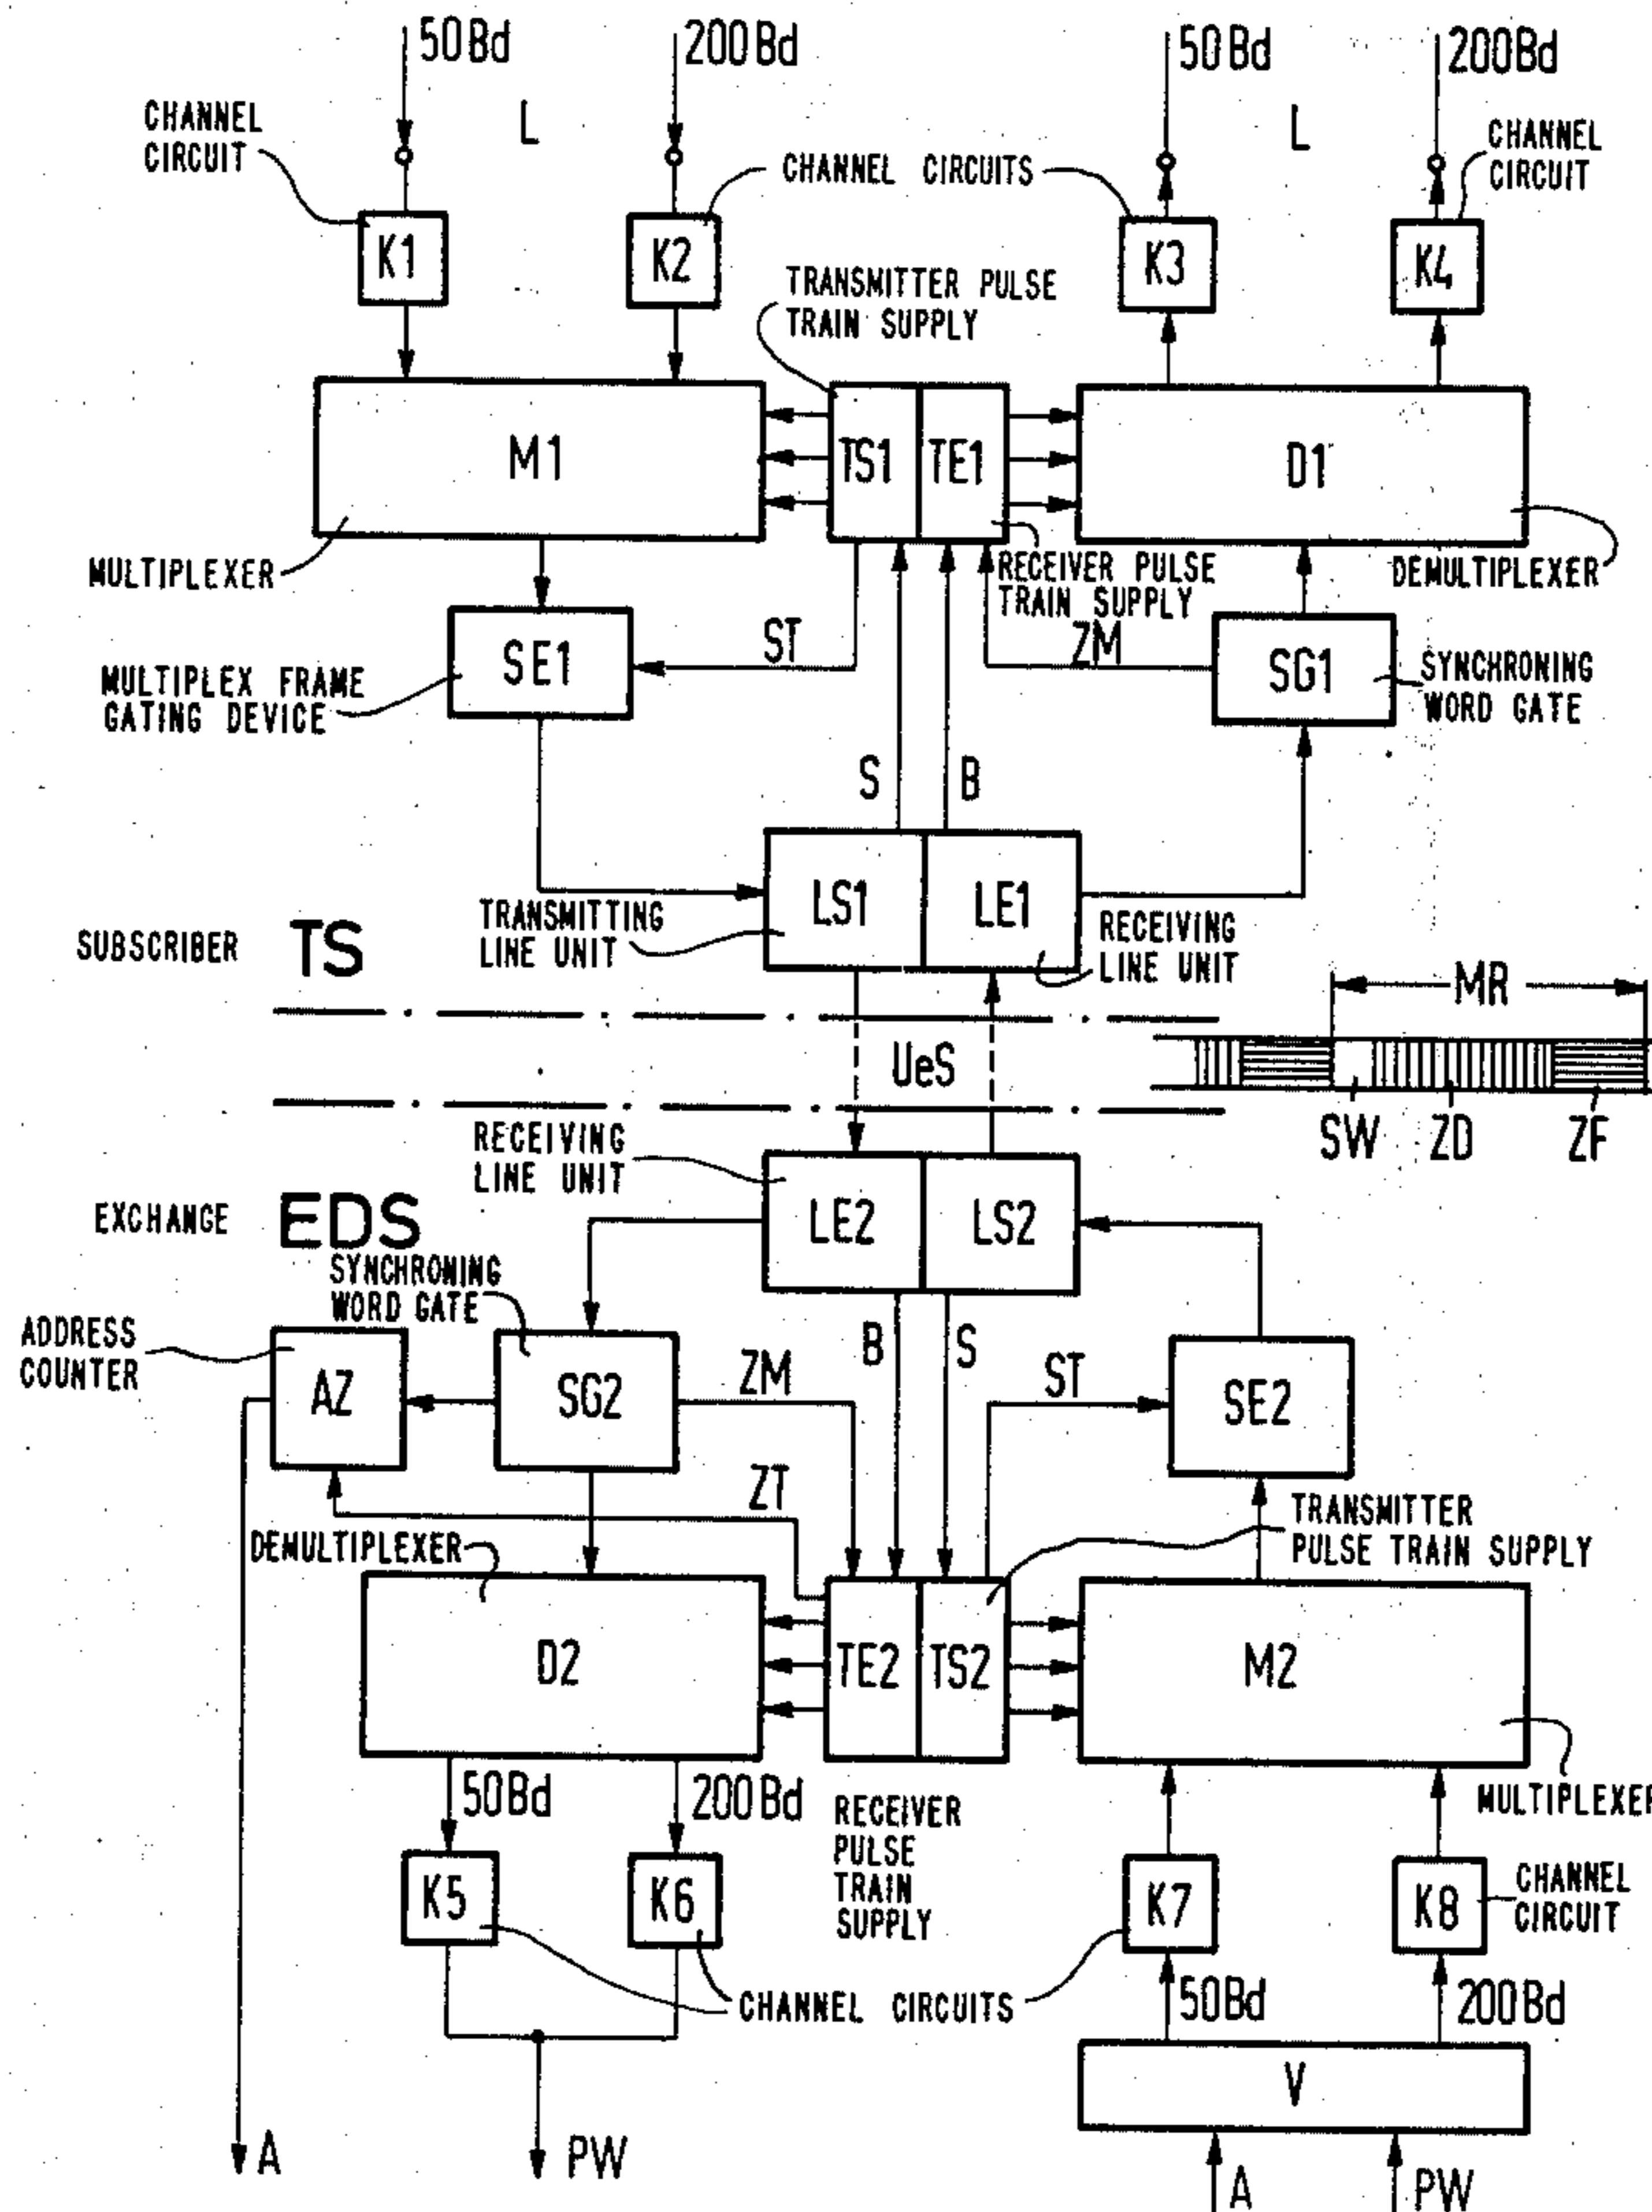 50Bd
200Bd
50Bd
200Bd
L
L
CHANNEL
CIRCUIT
CHANNEL CIRCUITS
CHANNEL
CIRCUIT
K1
K2
K3
K4
TRANSMITTER PULSE
TRAIN SUPPLY
M1
TS1
TE1
D1
MULTIPLEXER
RECEIVER PULSE
TRAIN SUPPLY
DEMULTIPLEXER
SE1
ST
ZM
SG1
MULTIPLEX FRAME
GATING DEVICE
SYNCHRONING
WORD GATE
S
B
LS1
LE1
TRANSMITTING
LINE UNIT
RECEIVING
LINE UNIT
SUBSCRIBER
TS
MR
UeS
SW
ZD
ZF
RECEIVING
LINE UNIT
LE2
LS2
EXCHANGE
EDS
SYNCHRONING
WORD GATE
ADDRESS
COUNTER
AZ
SG2
ZM
B
S
ST
SE2
ZT
DEMULTIPLEXER
TRANSMITTER
PULSE TRAIN SUPPLY
D2
TE2
TS2
M2
50Bd
200Bd
RECEIVER
PULSE
TRAIN
SUPPLY
MULTIPLEXER
K5
K6
K7
K8
CHANNEL
CIRCUIT
CHANNEL CIRCUITS
50Bd
200Bd
V
A
PW
A
PW